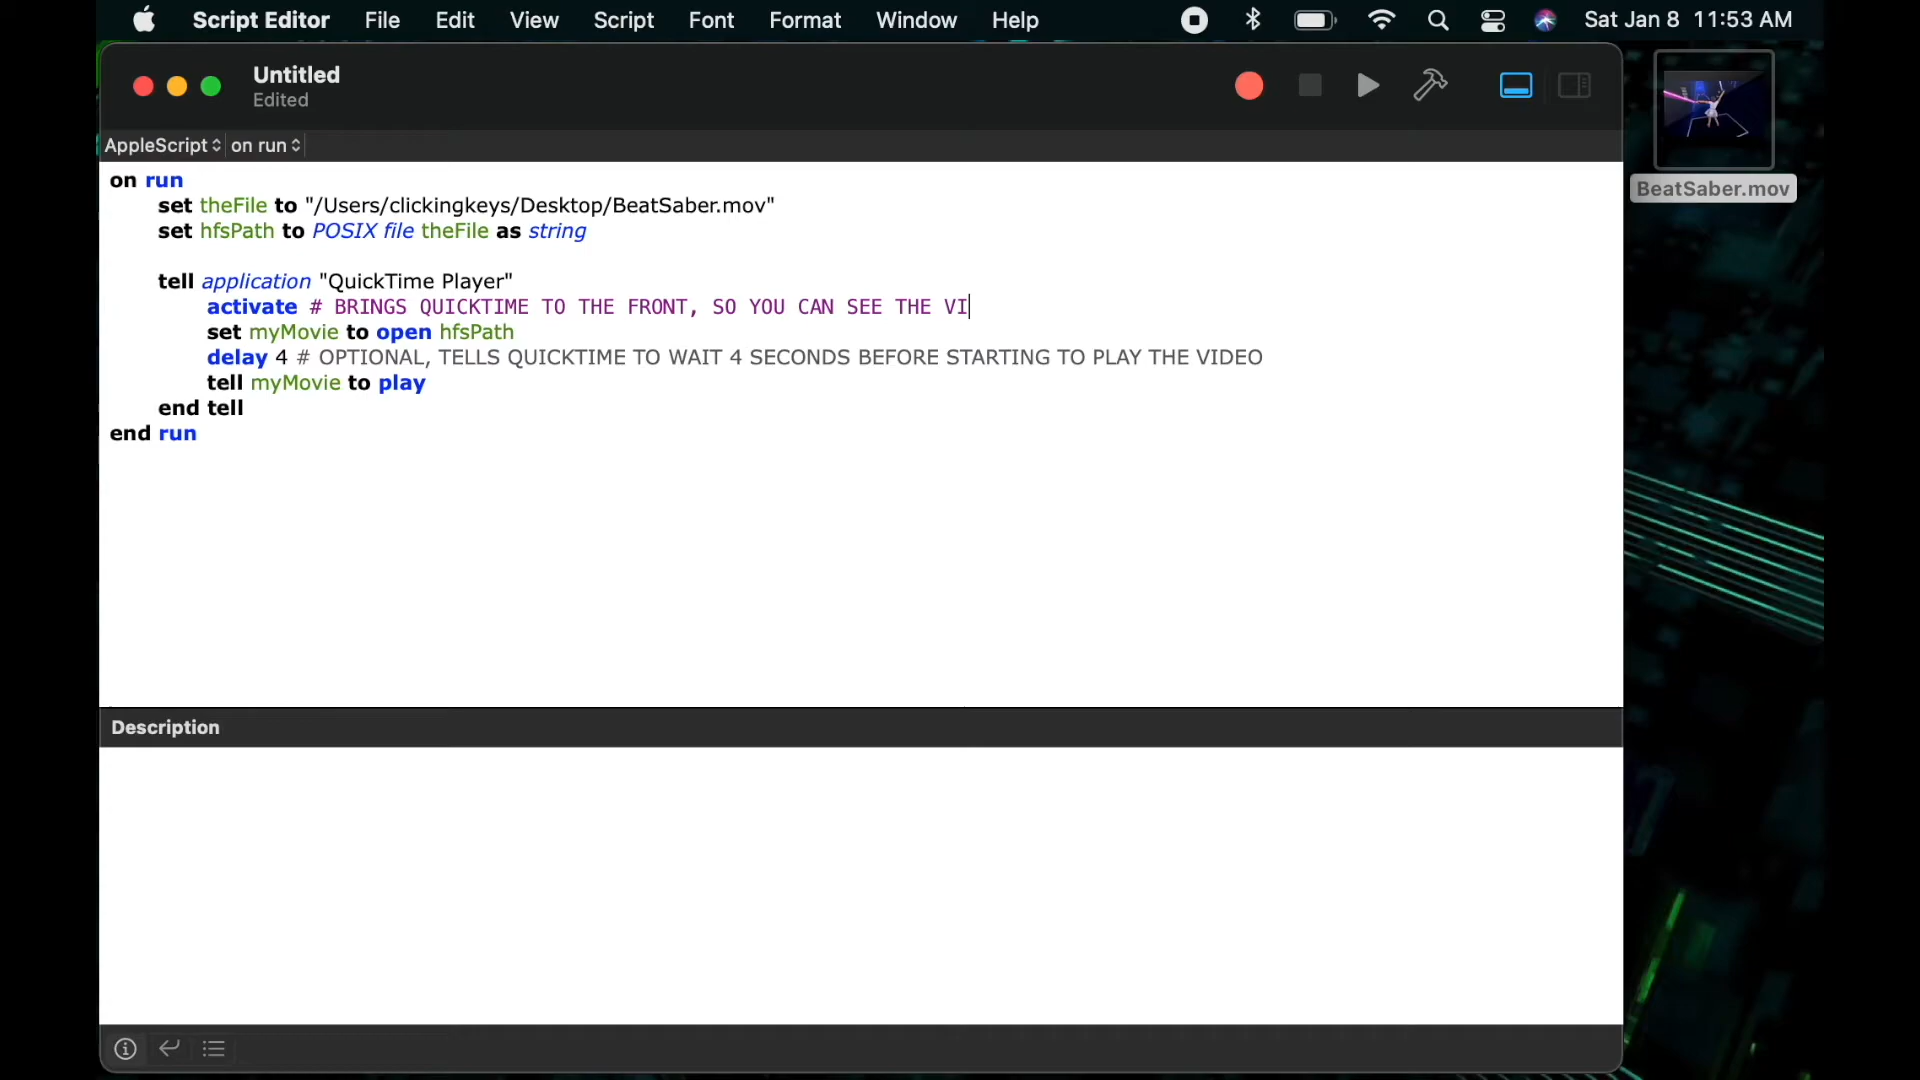 Script Editor File Edit View Script Font Format Window Help Sat Jan 8 11:53 AM
Untitled
Edited
AppleScript on run
on run
set theFile to "/Users/clickingkeys/Desktop/BeatSaber.mov"
set hfsPath to POSIX file theFile as string
tell application "QuickTime Player"
activate # BRINGS QUICKTIME TO THE FRONT, SO YOU CAN SEE THE VI
set myMovie to open hfsPath
delay 4 # OPTIONAL, TELLS QUICKTIME TO WAIT 4 SECONDS BEFORE STARTING TO PLAY THE VIDEO
tell myMovie to play
end tell
end run
BeatSaber.mov
Description